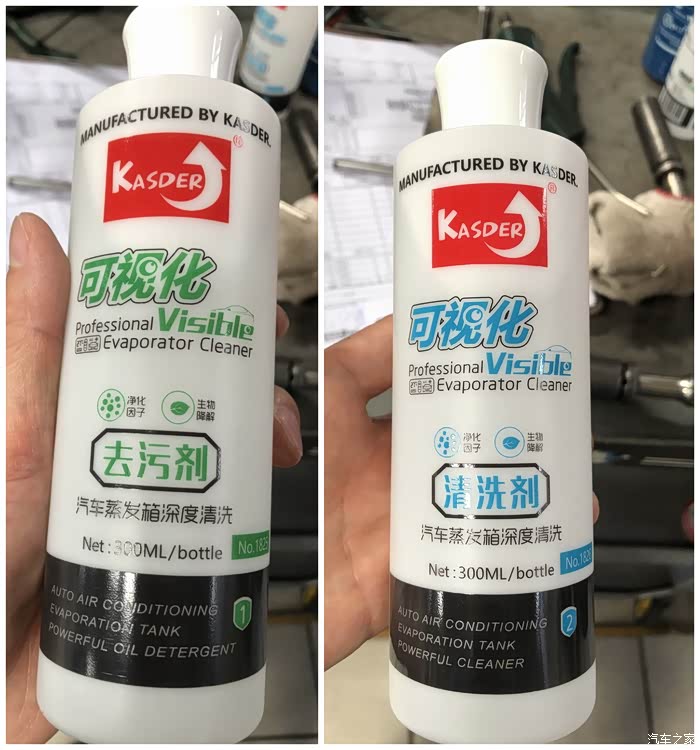 MANUFACTURED BY KASDER.
KASDER®
可视化
Professional Visible
Evaporator Cleaner
净化
因子
生物
降解
去污剂
汽车蒸发箱深度清洗
Net:300ML/bottle
No.1825
1
AUTO AIR CONDITIONING
EVAPORATION TANK
POWERFUL OIL DETERGENT
MANUFACTURED BY KASDER.
KASDER®
可视化
Professional Visible
Evaporator Cleaner
净化
因子
生物
降解
清洗剂
汽车蒸发箱深度清洗
Net:300ML/bottle
No.1825
2
AUTO AIR CONDITIONING
EVAPORATION TANK
POWERFUL CLEANER
汽车之家